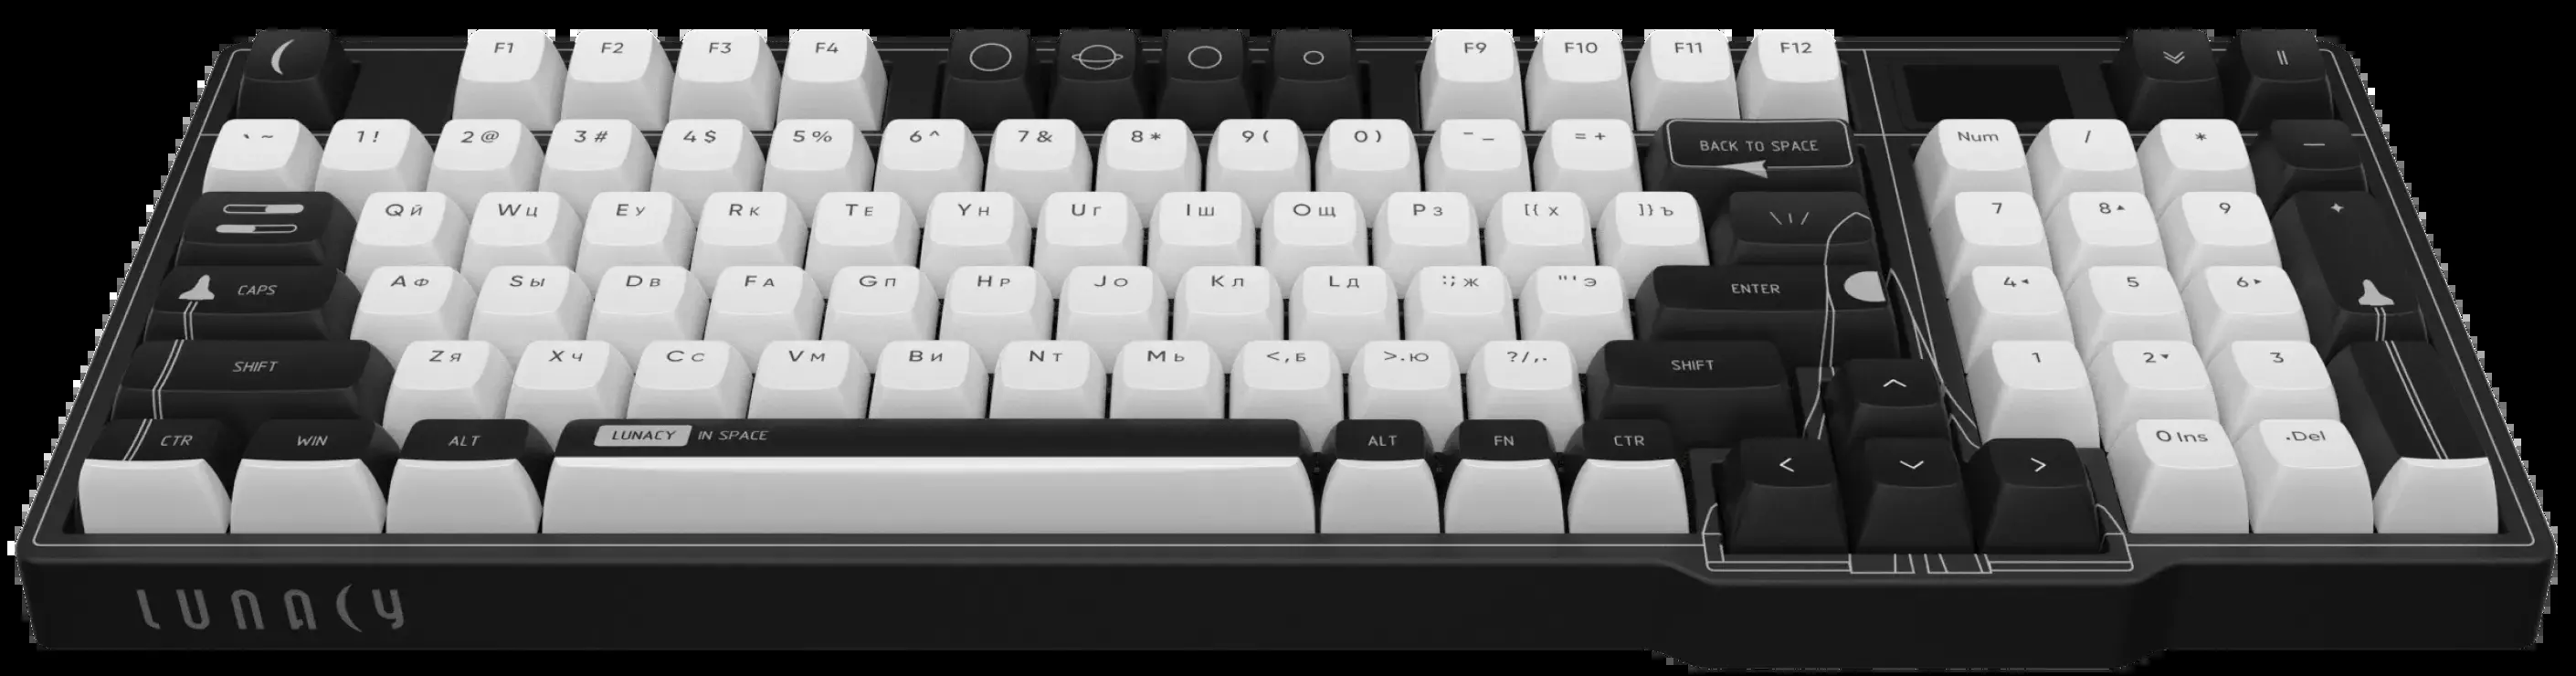 F1 F2 F3 F4 F9 F10 F11 F12
` ~ 1 ! 2 @ 3 # 4 $ 5 % 6 ^ 7 & 8 * 9 ( 0 ) - _ = + BACK TO SPACE Num / * —
Q Й W Ц E У R К T Е Y Н U Г I Ш O Щ P З [ { Х ] } Ъ \ | / 7 8 9 +
CAPS A Ф S Ы D В F А G П H Р J О K Л L Д : ; Ж " ' Э ENTER 4 5 6
SHIFT Z Я X Ч C С V М B И N Т M Ь < , Б > . Ю ? / , . SHIFT ^ 1 2 3
CTR WIN ALT LUNACY IN SPACE ALT FN CTR < ﹀ > 0 Ins .Del
LUNACY